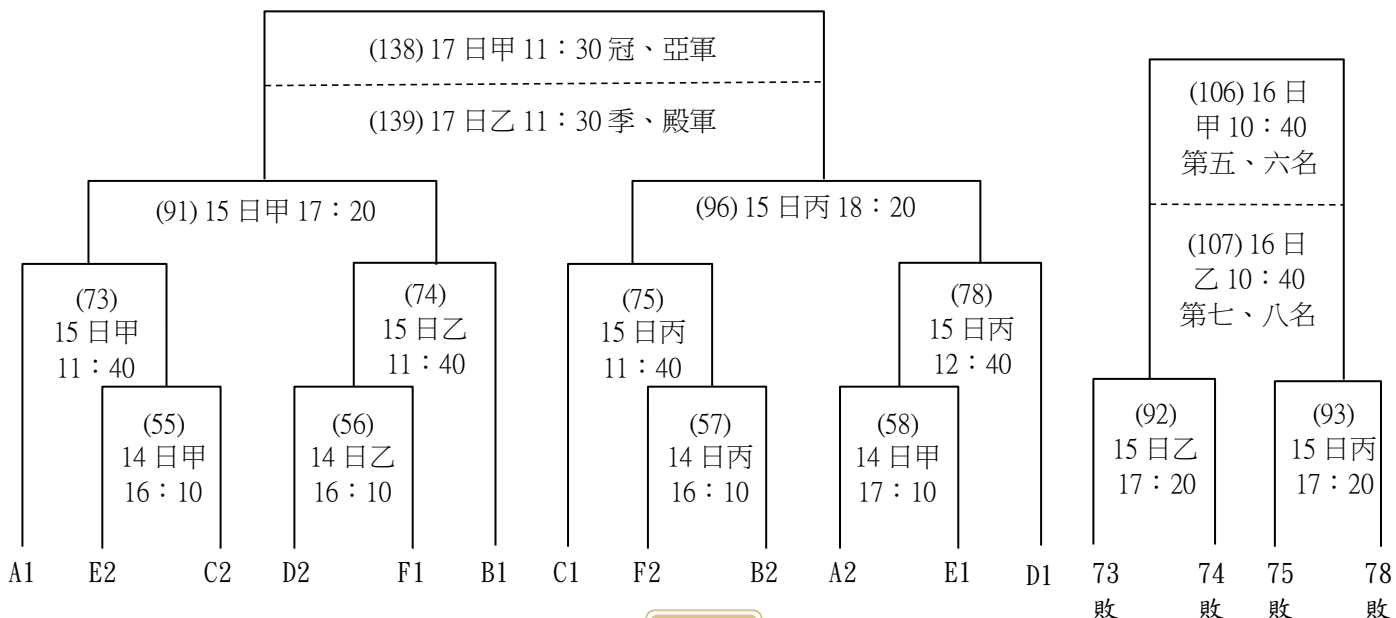 (138) 17 日甲 11：30 冠、亞軍
(139) 17 日乙 11：30 季、殿軍
(91) 15 日甲 17：20
(96) 15 日丙 18：20
(73)
15 日甲
11：40
(74)
15 日乙
11：40
(75)
15 日丙
11：40
(78)
15 日丙
12：40
(55)
14 日甲
16：10
(56)
14 日乙
16：10
(57)
14 日丙
16：10
(58)
14 日甲
17：10
A1 E2 C2 D2 F1 B1 C1 F2 B2 A2 E1 D1
(106) 16 日
甲 10：40
第五、六名
(107) 16 日
乙 10：40
第七、八名
(92)
15 日乙
17：20
(93)
15 日丙
17：20
73 74 75 78
敗 敗 敗 敗